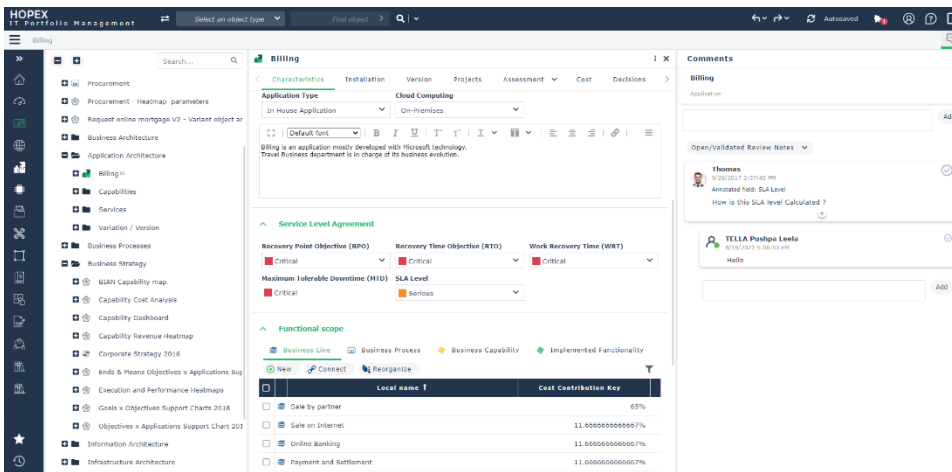 HOPEX
IT Portfolio Management
Select an object type
Find object
Autosaved
Billing
Search...
Procurement
Procurement - Heatmap parameters
Request online mortgage V2 - Variant object ar
Business Architecture
Application Architecture
Billing
Capabilities
Services
Variation / Version
Business Processes
Business Strategy
BIAN Capability map
Capability Cost Analysis
Capability Dashboard
Capability Revenue Heatmap
Corporate Strategy 2016
Ends & Means Objectives x Applications Sup
Execution and Performance Heatmaps
Goals x Objectives Support Charts 2018
Objectives x Applications Support Chart 201
Information Architecture
Infrastructure Architecture
Billing
Characteristics Installation Version Projects Assessment Cost Decisions
Application Type Cloud Computing
In House Application On-Premises
Default font B I U
Billing is an application mostly developed with Microsoft technology.
Travel Business department is in charge of its business evolution.
Service Level Agreement
Recovery Point Objective (RPO) Recovery Time Objective (RTO) Work Recovery Time (WRT)
Critical Critical Critical
Maximum Tolerable Downtime (MTD) SLA Level
Critical Serious
Functional scope
Business Line Business Process Business Capability Implemented Functionality
New Connect Reorganize
Local name ↑ Cost Contribution Key
Sale by partner 65%
Sale on Internet 11.6666666666667%
Online Banking 11.6666666666667%
Payment and Settlement 11.6666666666667%
Comments
Billing
Application
Ad
Open/Validated Review Notes
Thomas
9/28/2017 2:37:43 PM
Annotated field: SLA Level
How is this SLA level Calculated ?
TELLA Pushpa Leela
8/19/2021 5:56:53 PM
Hello
Add